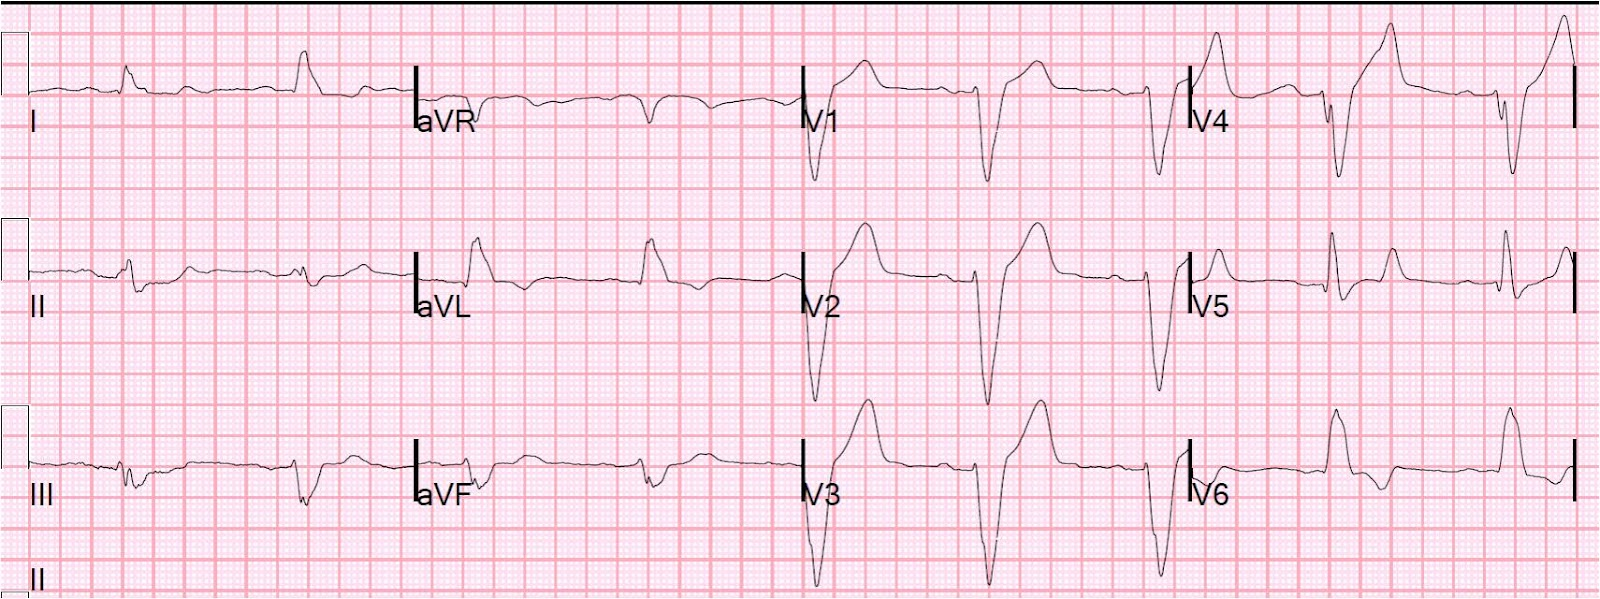 I aVR V1 V4
II aVL V2 V5
III aVF V3 V6
II